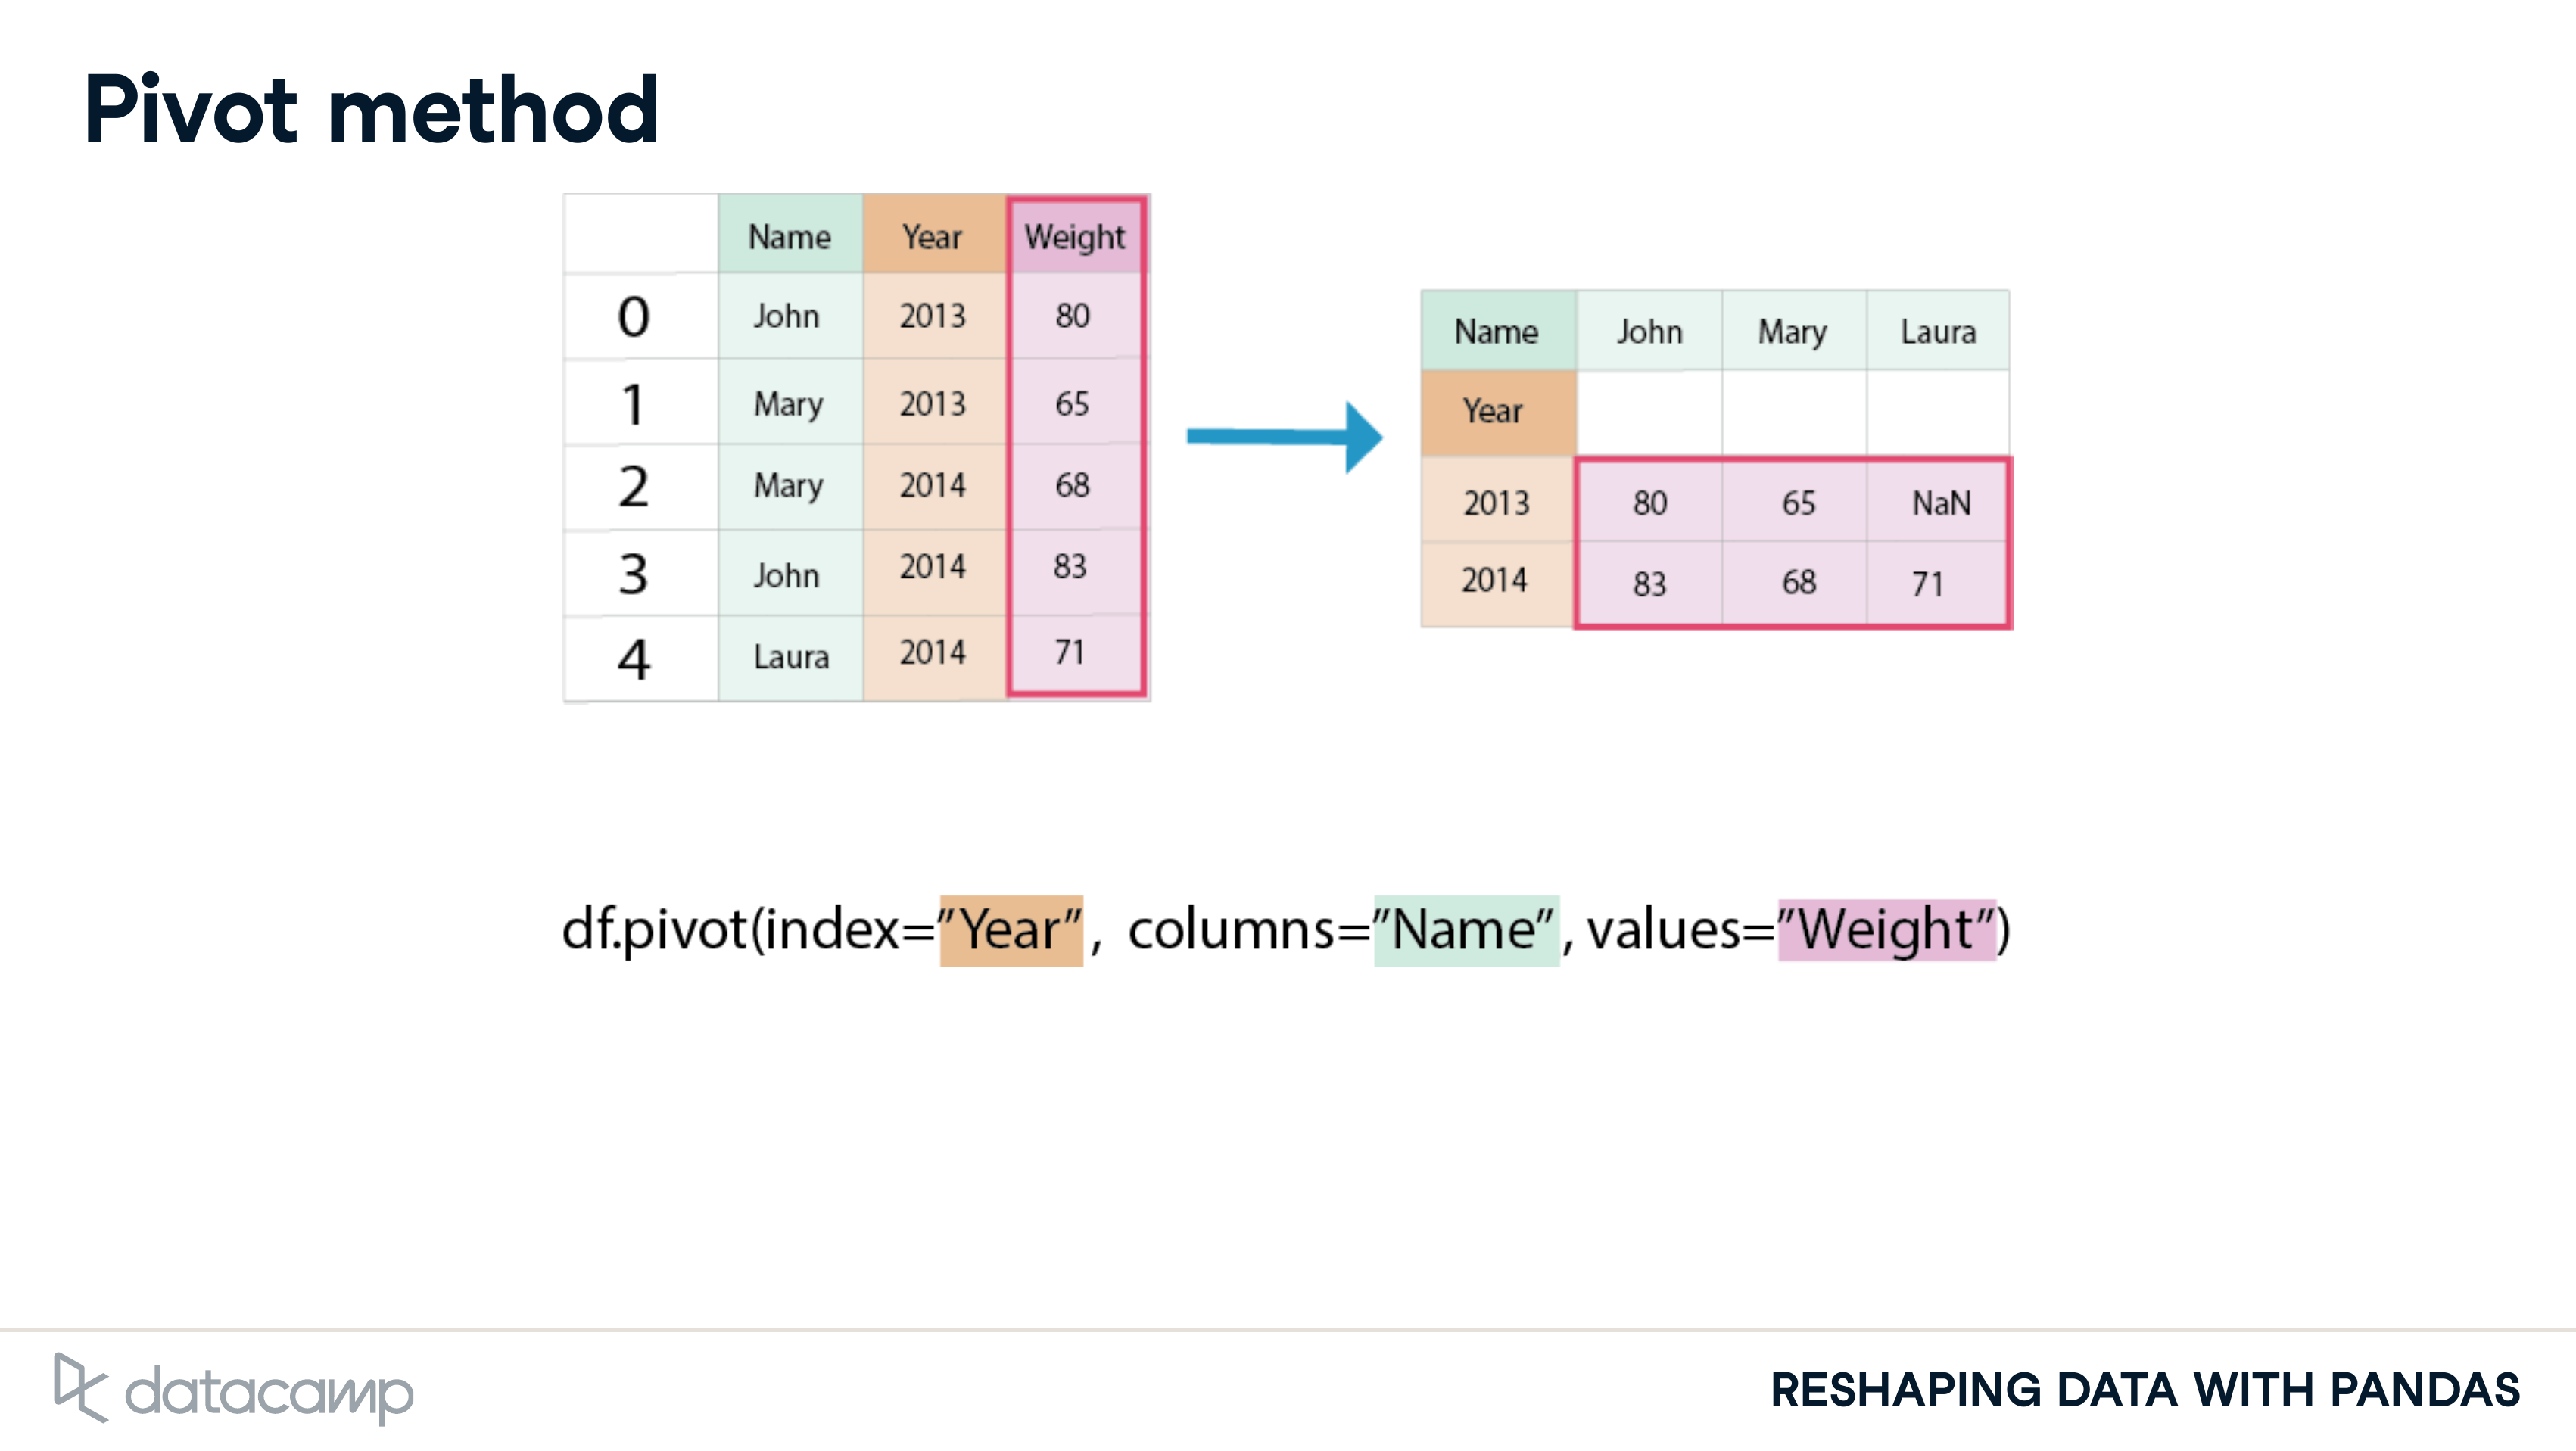 Pivot method
Name Year Weight
0 John 2013 80
1 Mary 2013 65
2 Mary 2014 68
3 John 2014 83
4 Laura 2014 71
Name John Mary Laura
Year
2013 80 65 NaN
2014 83 68 71
df.pivot(index=”Year”, columns=”Name”, values=”Weight”)
datacamp
RESHAPING DATA WITH PANDAS